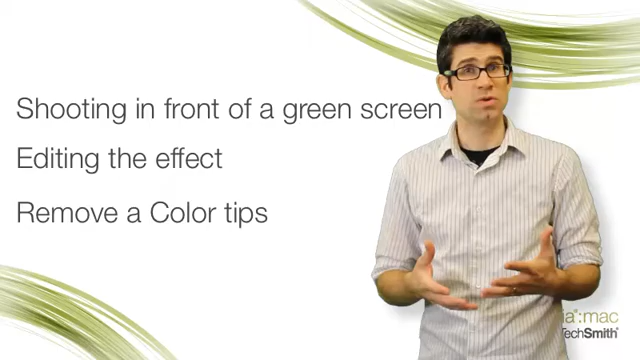 Shooting in front of a green screen
Editing the effect
Remove a Color tips
:mac
TechSmith®